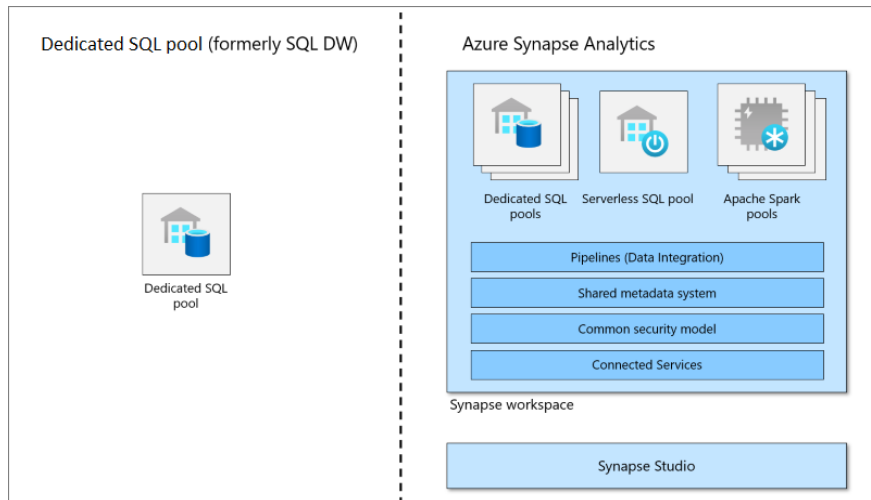 Dedicated SQL pool (formerly SQL DW)
Dedicated SQL
pool
Azure Synapse Analytics
Dedicated SQL
pools
Serverless SQL pool
Apache Spark
pools
Pipelines (Data Integration)
Shared metadata system
Common security model
Connected Services
Synapse workspace
Synapse Studio